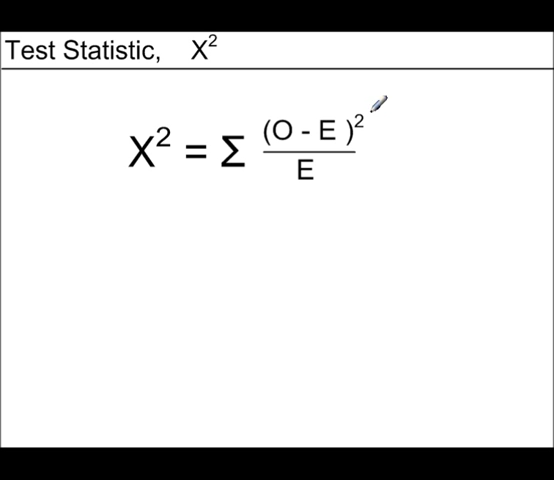 Test Statistic, X²
X² = Σ (O - E )² / E